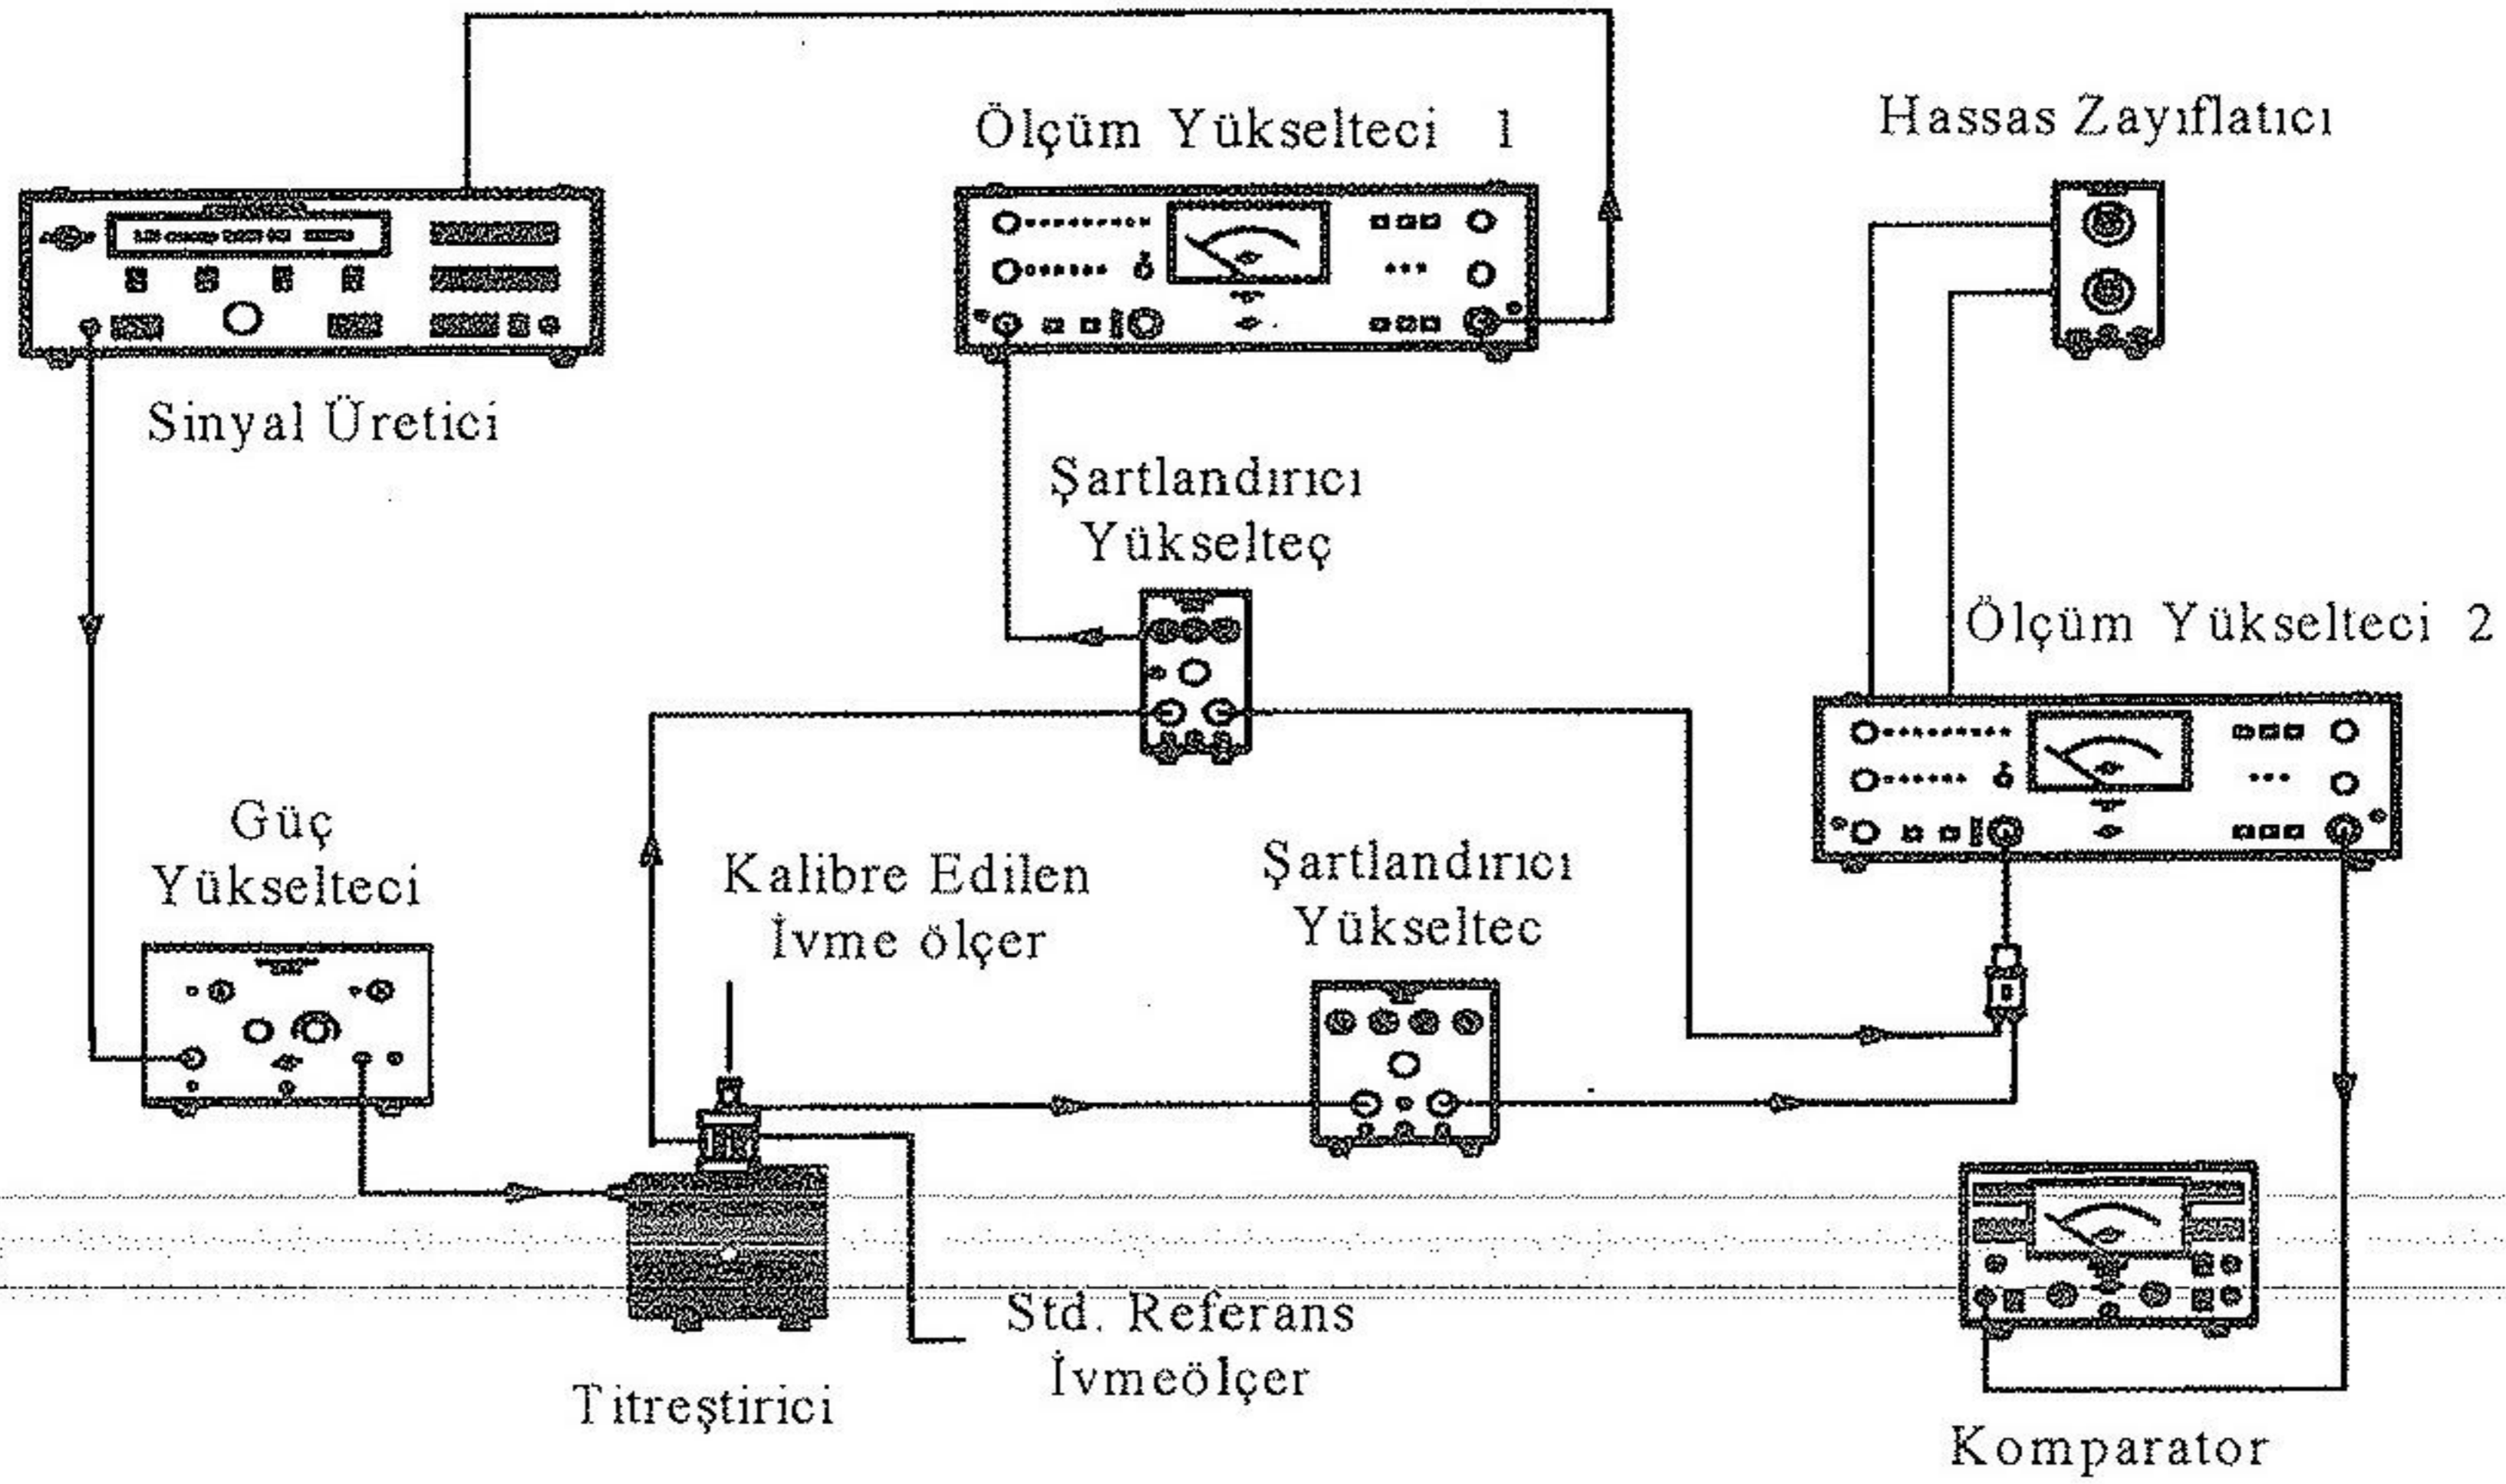 Ölçüm Yükselteci 1
Hassas Zayıflatıcı
Sinyal Üretici
Şartlandırıcı
Yükselteç
Ölçüm Yükselteci 2
Güç
Yükselteci
Kalibre Edilen
İvme ölçer
Şartlandırıcı
Yükseltec
Std. Referans
İvmeölçer
Titreştirici
Komparator